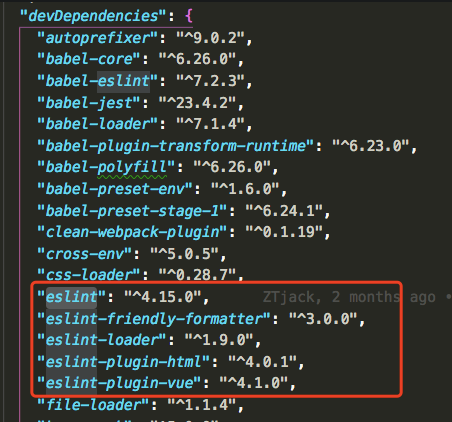 "devDependencies": {
"autoprefixer": "^9.0.2",
"babel-core": "^6.26.0",
"babel-eslint": "^7.2.3",
"babel-jest": "^23.4.2",
"babel-loader": "^7.1.4",
"babel-plugin-transform-runtime": "^6.23.0",
"babel-polyfill": "^6.26.0",
"babel-preset-env": "^1.6.0",
"babel-preset-stage-1": "^6.24.1",
"clean-webpack-plugin": "^0.1.19",
"cross-env": "^5.0.5",
"css-loader": "^0.28.7",
"eslint": "^4.15.0", ZTjack, 2 months ago •
"eslint-friendly-formatter": "^3.0.0",
"eslint-loader": "^1.9.0",
"eslint-plugin-html": "^4.0.1",
"eslint-plugin-vue": "^4.1.0",
"file-loader": "^1.1.4",